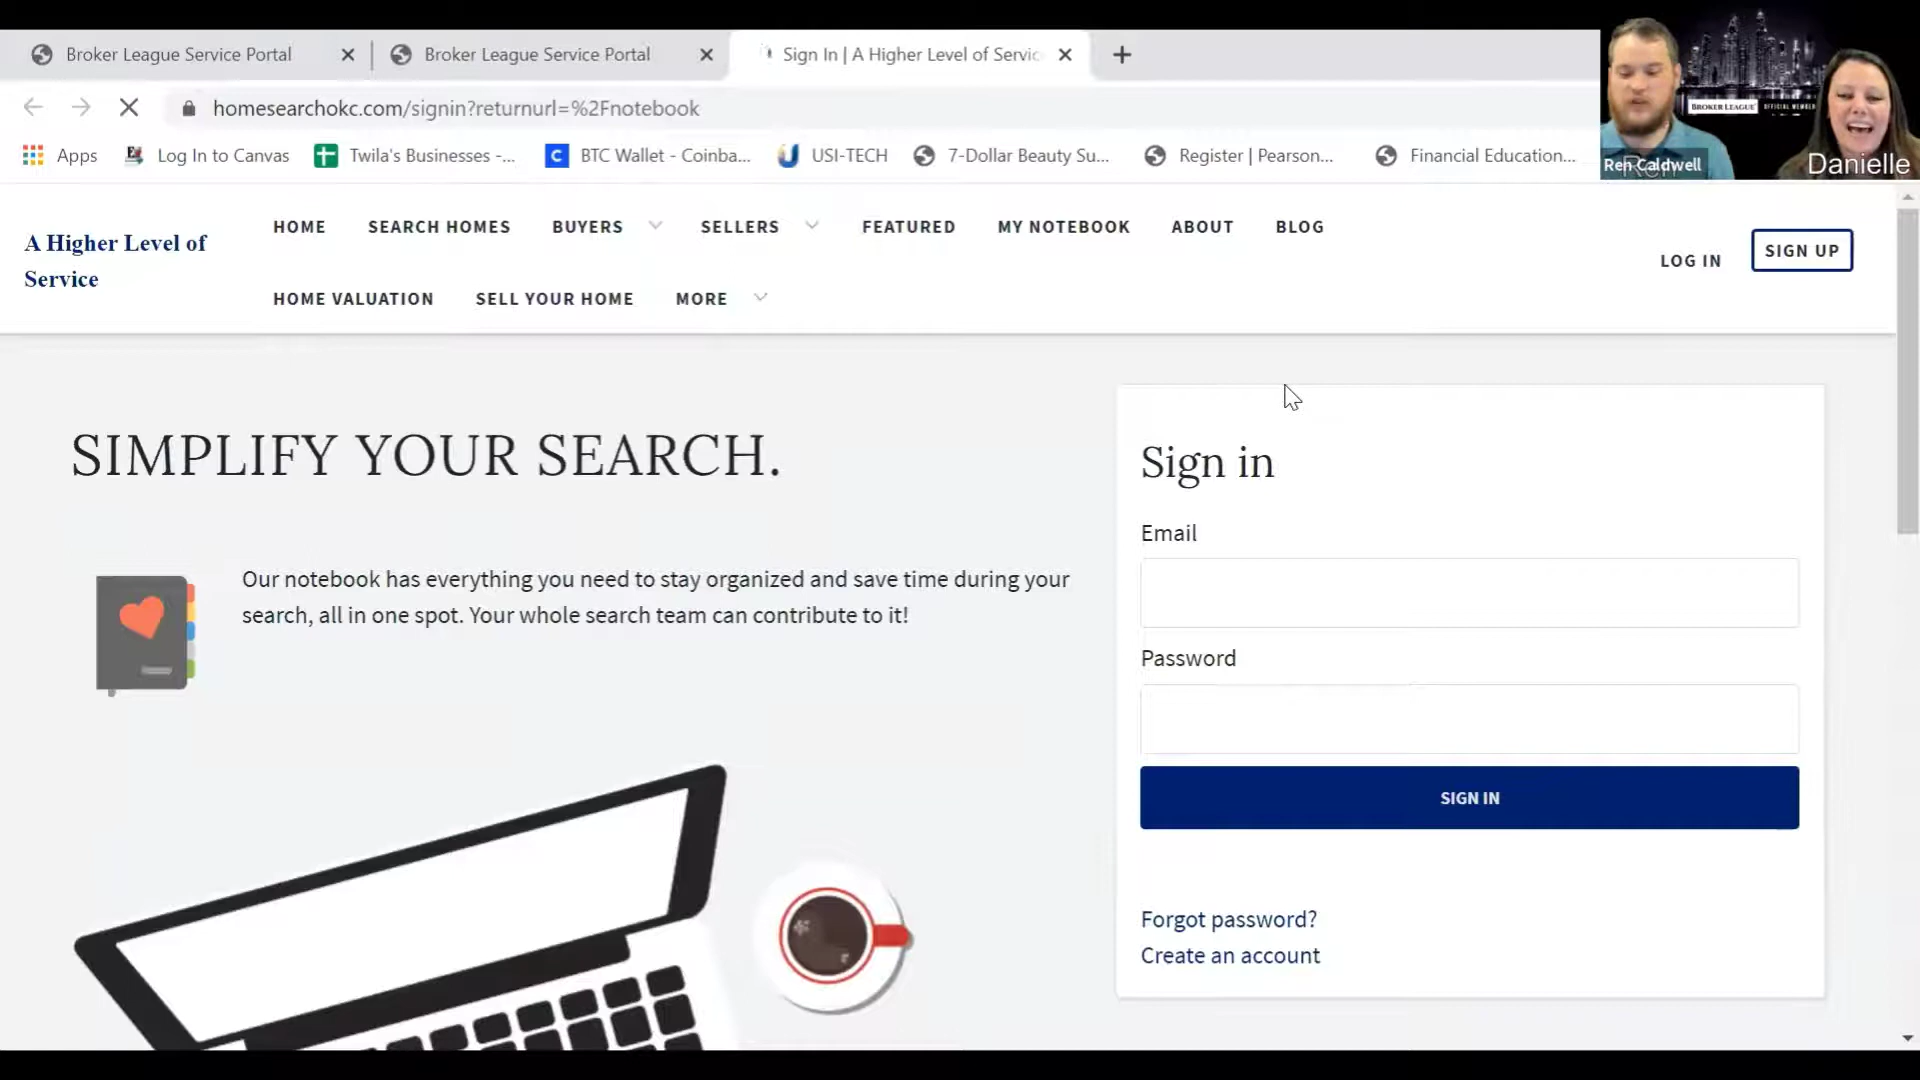 Broker League Service Portal
Broker League Service Portal
Sign In | A Higher Level of Servic
homesearchokc.com/signin?returnurl=%2Fnotebook
Apps
Log In to Canvas
Twila's Businesses -...
BTC Wallet - Coinba...
USI-TECH
7-Dollar Beauty Su...
Register | Pearson...
Financial Education...
BROKER LEAGUE
OFFICIAL MEMBER
Ren Caldwell
Ren
Danielle
A Higher Level of
Service
HOME
SEARCH HOMES
BUYERS
SELLERS
FEATURED
MY NOTEBOOK
ABOUT
BLOG
HOME VALUATION
SELL YOUR HOME
MORE
LOG IN
SIGN UP
SIMPLIFY YOUR SEARCH.
Our notebook has everything you need to stay organized and save time during your
search, all in one spot. Your whole search team can contribute to it!
Sign in
Email
Password
SIGN IN
Forgot password?
Create an account